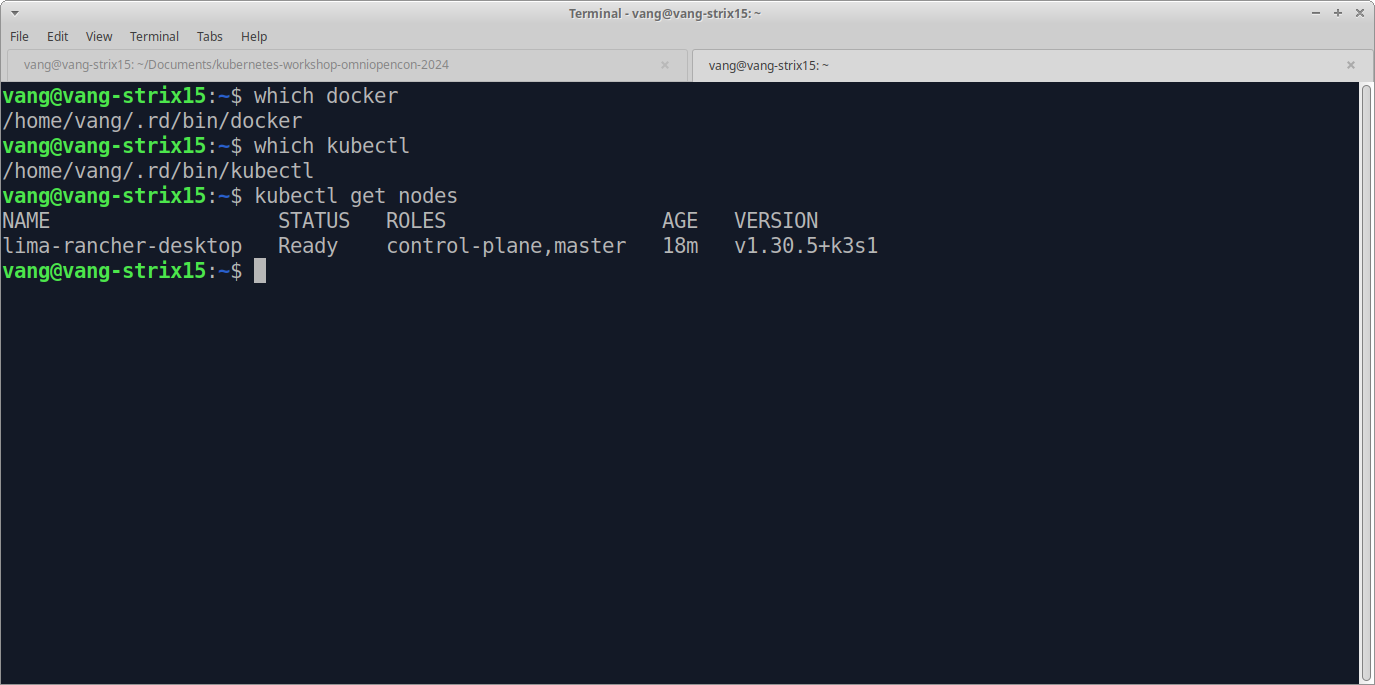 Terminal - vang@vang-strix15: ~
File Edit View Terminal Tabs Help
vang@vang-strix15: ~/Documents/kubernetes-workshop-omniopencon-2024
vang@vang-strix15: ~
vang@vang-strix15:~$ which docker
/home/vang/.rd/bin/docker
vang@vang-strix15:~$ which kubectl
/home/vang/.rd/bin/kubectl
vang@vang-strix15:~$ kubectl get nodes
NAME                   STATUS   ROLES                  AGE   VERSION
lima-rancher-desktop   Ready    control-plane,master   18m   v1.30.5+k3s1
vang@vang-strix15:~$